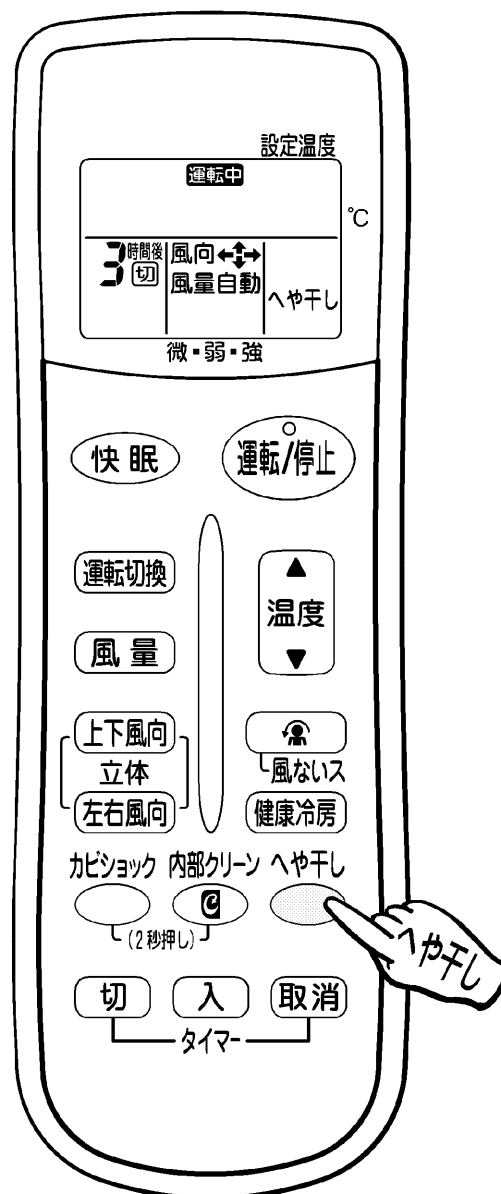 設定温度
運転中
℃
3時間後 切
風向
風量自動
へや干し
微・弱・強
快眠
運転/停止
運転切換
温度
風量
上下風向
立体
左右風向
風ないス
健康冷房
カビショック 内部クリーン へや干し
(2秒押し)
へや干し
切 入 取消
タイマー